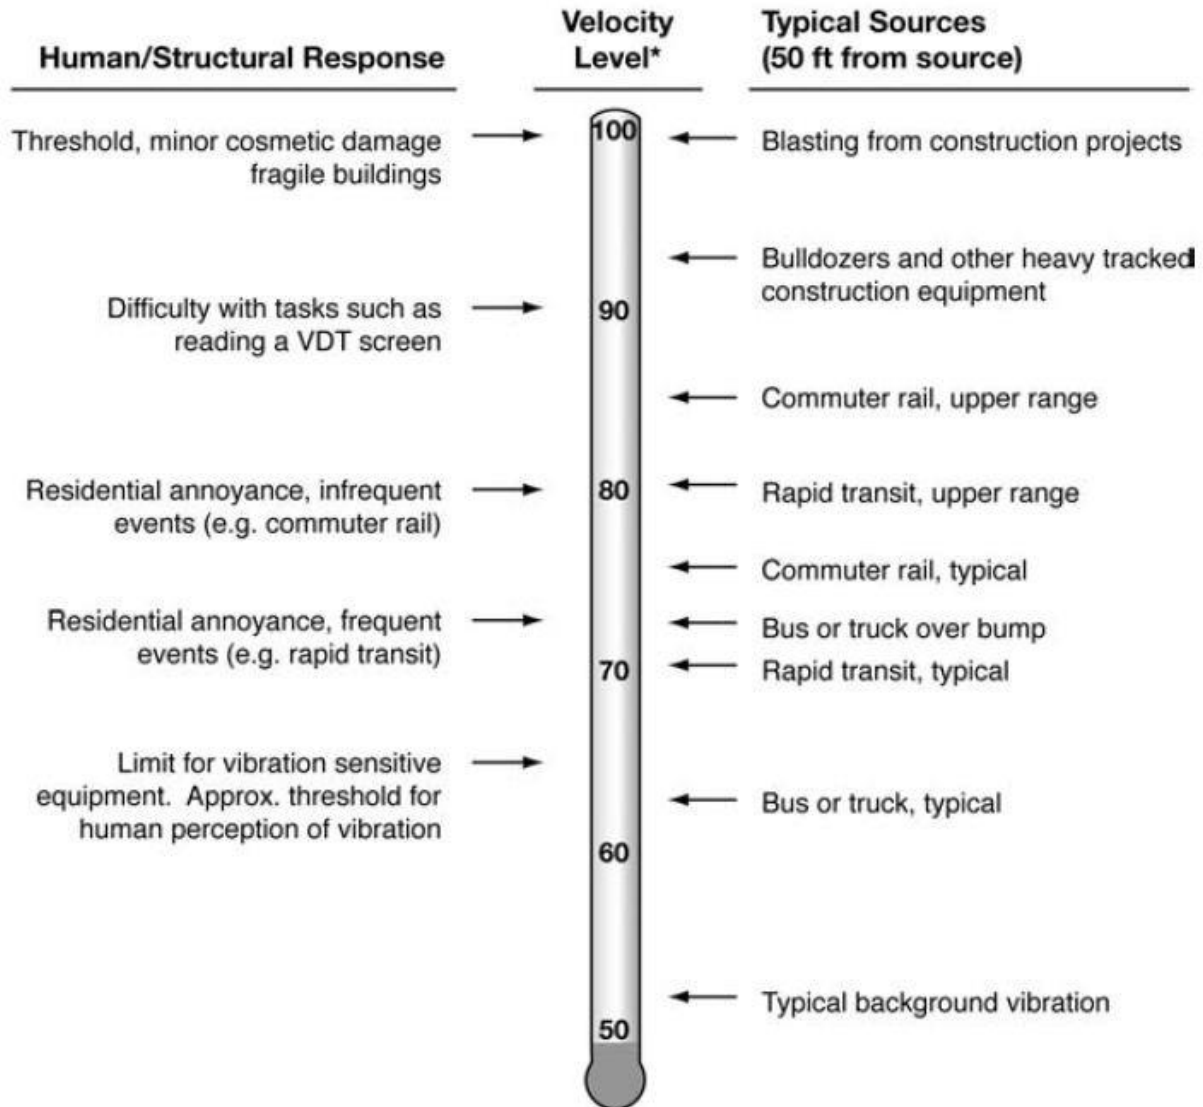 Human/Structural Response
Velocity
Level*
Typical Sources
(50 ft from source)
Threshold, minor cosmetic damage
fragile buildings
100
Blasting from construction projects
Bulldozers and other heavy tracked
construction equipment
Difficulty with tasks such as
reading a VDT screen
90
Commuter rail, upper range
Residential annoyance, infrequent
events (e.g. commuter rail)
80
Rapid transit, upper range
Commuter rail, typical
Residential annoyance, frequent
events (e.g. rapid transit)
Bus or truck over bump
70
Rapid transit, typical
Limit for vibration sensitive
equipment. Approx. threshold for
human perception of vibration
Bus or truck, typical
60
Typical background vibration
50